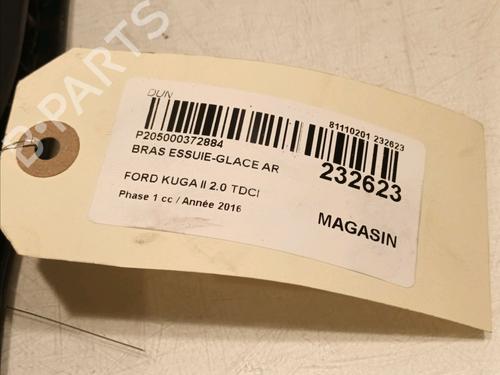 DUN
P205000372884
BRAS ESSUIE-GLACE AR
FORD KUGA II 2.0 TDCI
Phase 1 cc / Année 2016
81110201 232623
232623
MAGASIN
B-PARTS